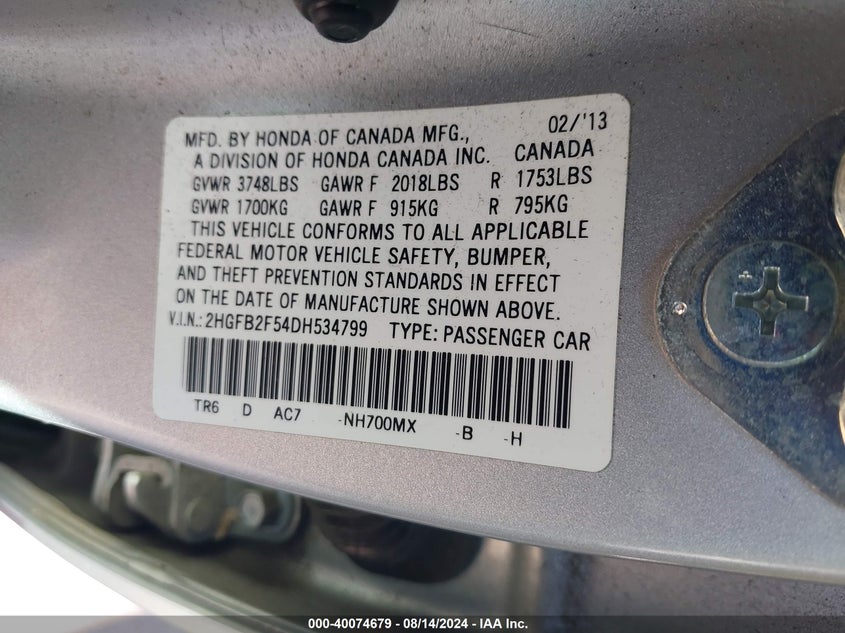 MFD. BY HONDA OF CANADA MFG., 02/'13
A DIVISION OF HONDA CANADA INC. CANADA
GVWR 3748LBS GAWR F 2018LBS R 1753LBS
GVWR 1700KG GAWR F 915KG R 795KG
THIS VEHICLE CONFORMS TO ALL APPLICABLE
FEDERAL MOTOR VEHICLE SAFETY, BUMPER,
AND THEFT PREVENTION STANDARDS IN EFFECT
ON THE DATE OF MANUFACTURE SHOWN ABOVE.
V.I.N.: 2HGFB2F54DH534799 TYPE: PASSENGER CAR
TR6 D AC7 -NH700MX -B -H
000-40074679 - 08/14/2024 - IAA Inc.